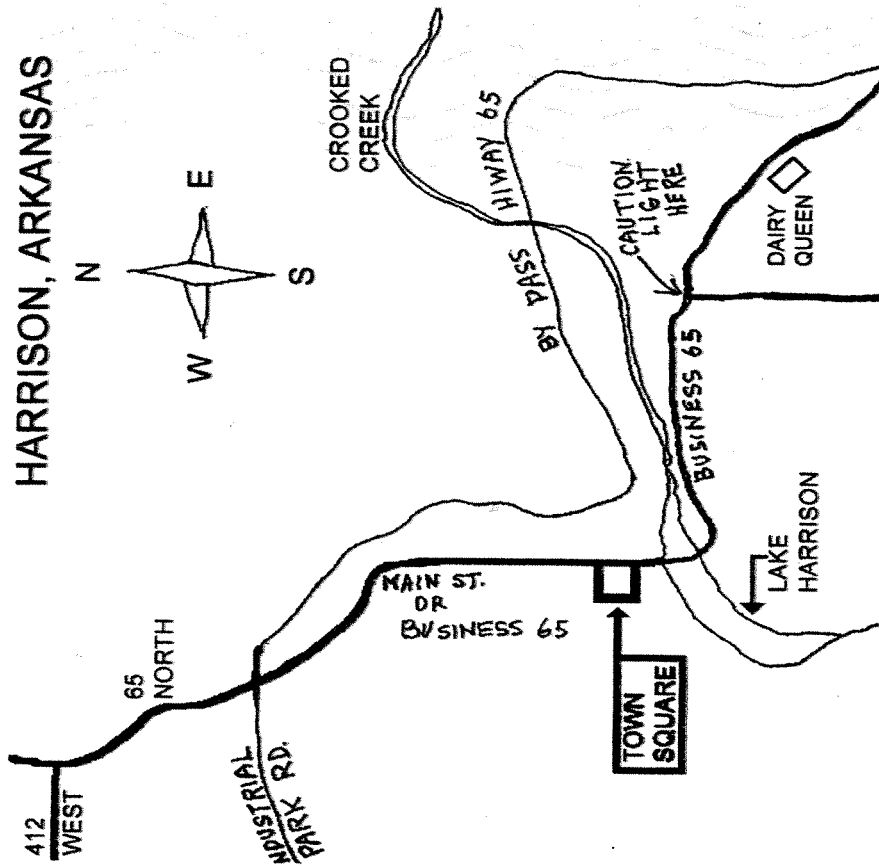 HARRISON, ARKANSAS
N
W
E
S
CROOKED
CREEK
BY PASS HIWAY 65
CAUTION
LIGHT
HERE
DAIRY
QUEEN
BUSINESS 65
LAKE
HARRISON
MAIN ST.
OR
BUSINESS 65
TOWN
SQUARE
65
NORTH
412
WEST
NDUSTRIAL
PARK RD.